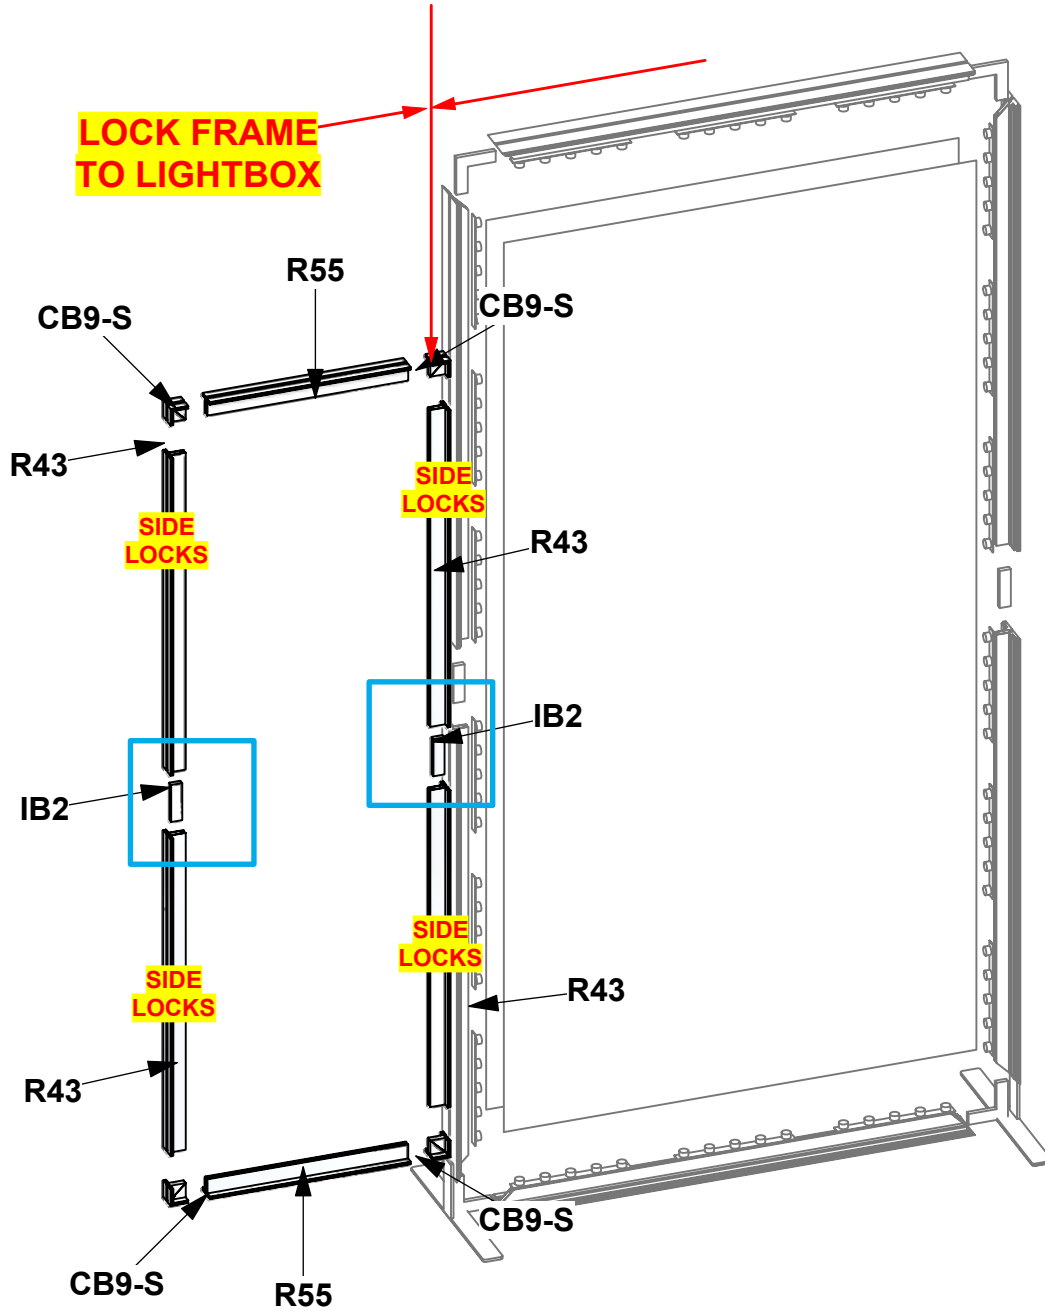 LOCK FRAME
TO LIGHTBOX
R55
CB9-S
CB9-S
R43
SIDE
LOCKS
SIDE
LOCKS
R43
IB2
IB2
SIDE
LOCKS
SIDE
LOCKS
R43
R43
CB9-S
CB9-S
R55